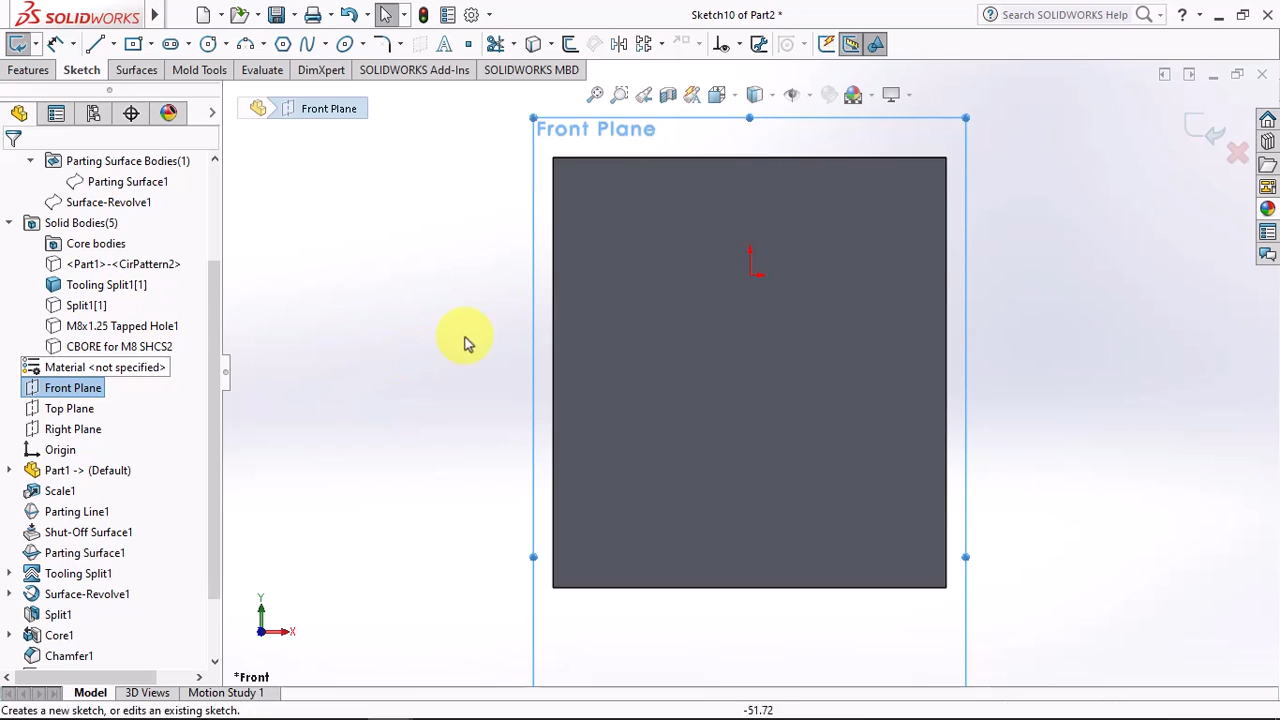 SOLIDWORKS
Sketch10 of Part2 *
Search SOLIDWORKS Help
Features
Sketch
Surfaces
Mold Tools
Evaluate
DimXpert
SOLIDWORKS Add-Ins
SOLIDWORKS MBD
Front Plane
Front Plane
Parting Surface Bodies(1)
Parting Surface1
Surface-Revolve1
Solid Bodies(5)
Core bodies
<Part1>-<CirPattern2>
Tooling Split1[1]
Split1[1]
M8x1.25 Tapped Hole1
CBORE for M8 SHCS2
Material <not specified>
Front Plane
Top Plane
Right Plane
Origin
Part1 -> (Default)
Scale1
Parting Line1
Shut-Off Surface1
Parting Surface1
Tooling Split1
Surface-Revolve1
Split1
Core1
Chamfer1
Y
X
*Front
Model
3D Views
Motion Study 1
Creates a new sketch, or edits an existing sketch.
-51.72